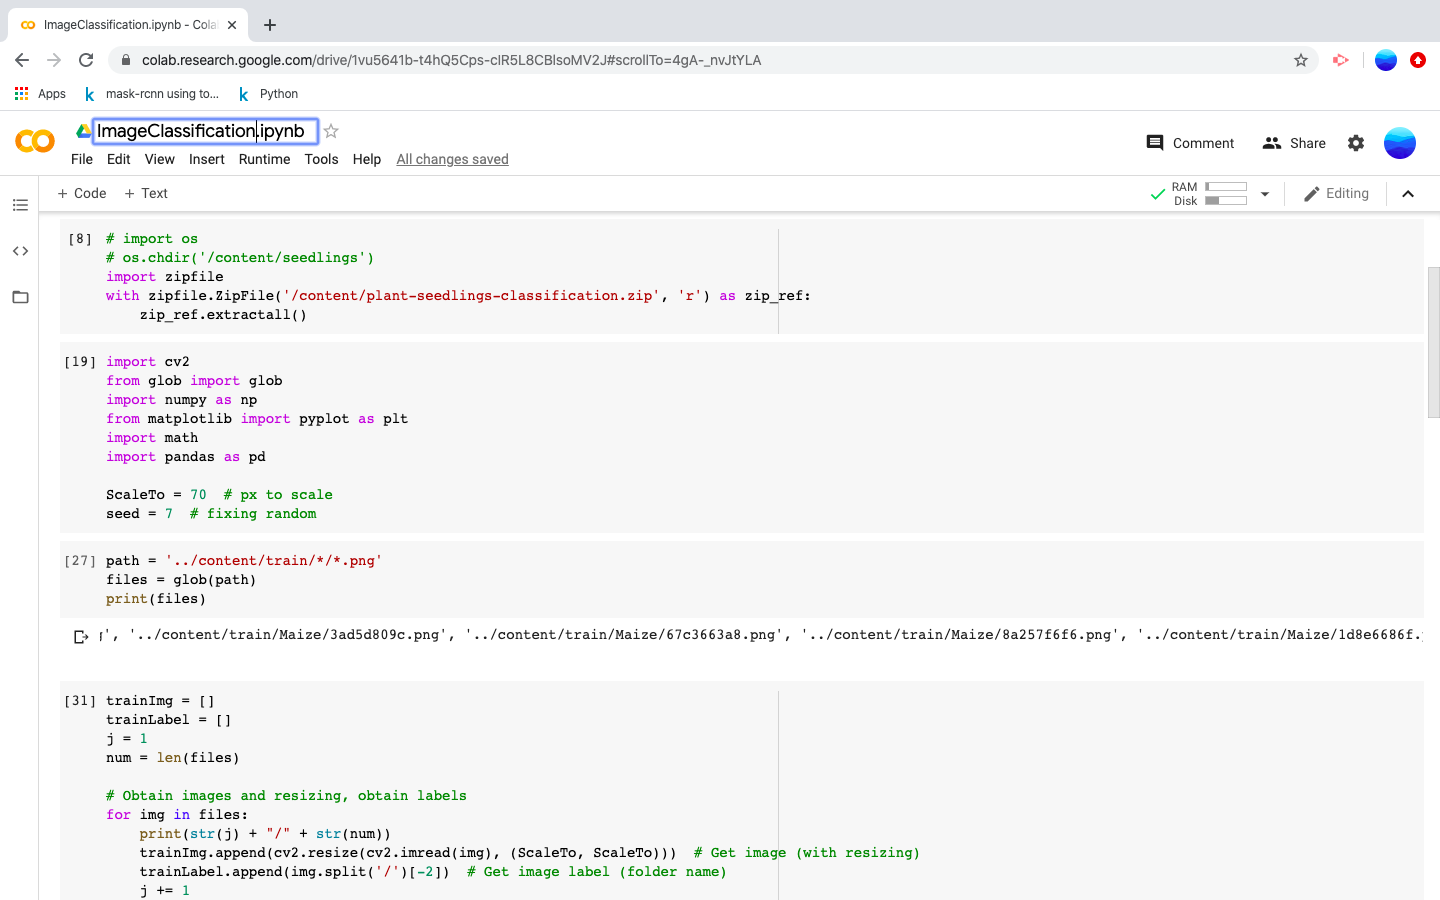 ImageClassification.ipynb - Cola
colab.research.google.com/drive/1vu5641b-t4hQ5Cps-cIR5L8CBIsoMV2J#scrollTo=4gA-_nvJtYLA
Apps
k mask-rcnn using to...
k Python
ImageClassification.ipynb
File Edit View Insert Runtime Tools Help All changes saved
Comment Share
+ Code + Text
RAM
Disk
Editing
[8] # import os
# os.chdir('/content/seedlings')
import zipfile
with zipfile.ZipFile('/content/plant-seedlings-classification.zip', 'r') as zip_ref:
    zip_ref.extractall()
[19] import cv2
from glob import glob
import numpy as np
from matplotlib import pyplot as plt
import math
import pandas as pd
ScaleTo = 70  # px to scale
seed = 7  # fixing random
[27] path = '../content/train/*/*.png'
files = glob(path)
print(files)
', '../content/train/Maize/3ad5d809c.png', '../content/train/Maize/67c3663a8.png', '../content/train/Maize/8a257f6f6.png', '../content/train/Maize/1d8e6686f.
[31] trainImg = []
trainLabel = []
j = 1
num = len(files)
# Obtain images and resizing, obtain labels
for img in files:
    print(str(j) + "/" + str(num))
    trainImg.append(cv2.resize(cv2.imread(img), (ScaleTo, ScaleTo)))  # Get image (with resizing)
    trainLabel.append(img.split('/')[-2])  # Get image label (folder name)
    j += 1